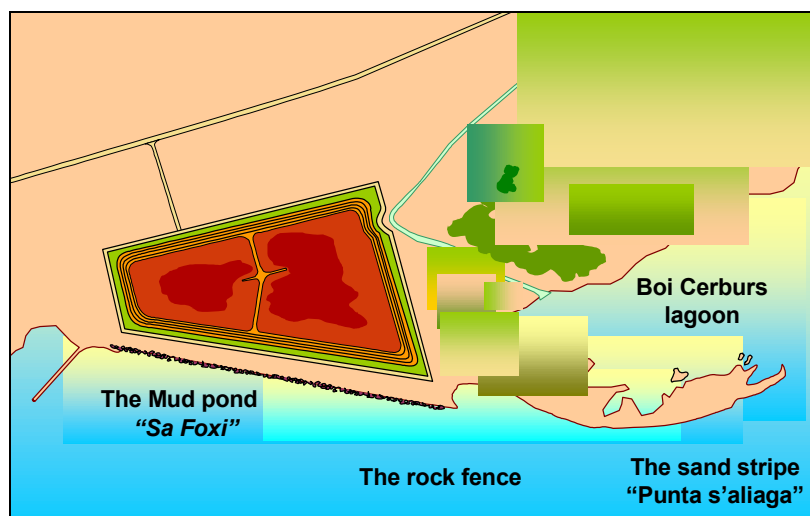 Boi Cerburs
lagoon
The Mud pond
“Sa Foxi”
The rock fence
The sand stripe
“Punta s’aliaga”